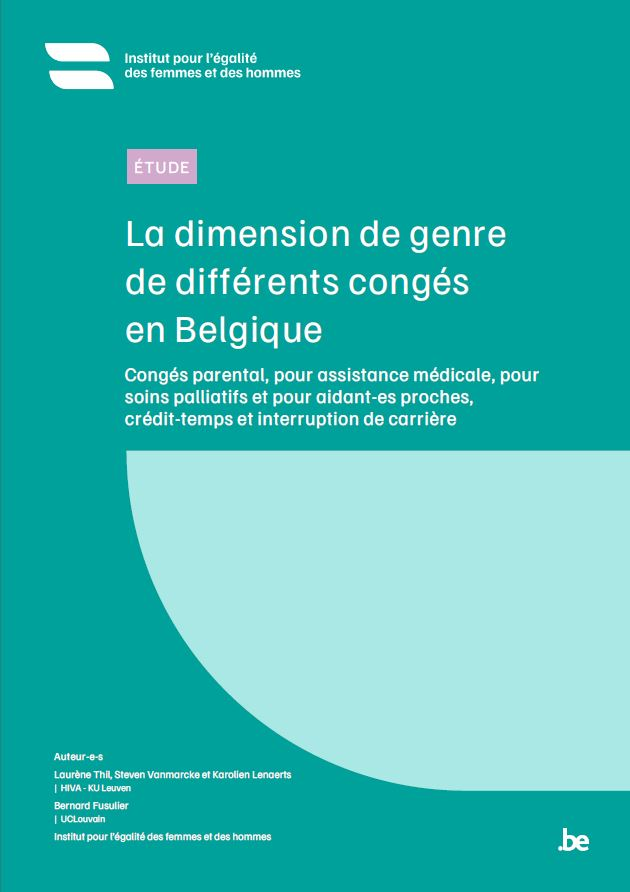 Institut pour l'égalité
des femmes et des hommes
ÉTUDE
La dimension de genre
de différents congés
en Belgique
Congés parental, pour assistance médicale, pour
soins palliatifs et pour aidant-es proches,
crédit-temps et interruption de carrière
Auteur-e-s
Laurène Thil, Steven Vanmarcke et Karolien Lenaerts
| HIVA - KU Leuven
Bernard Fusulier
| UCLouvain
Institut pour l'égalité des femmes et des hommes
.be